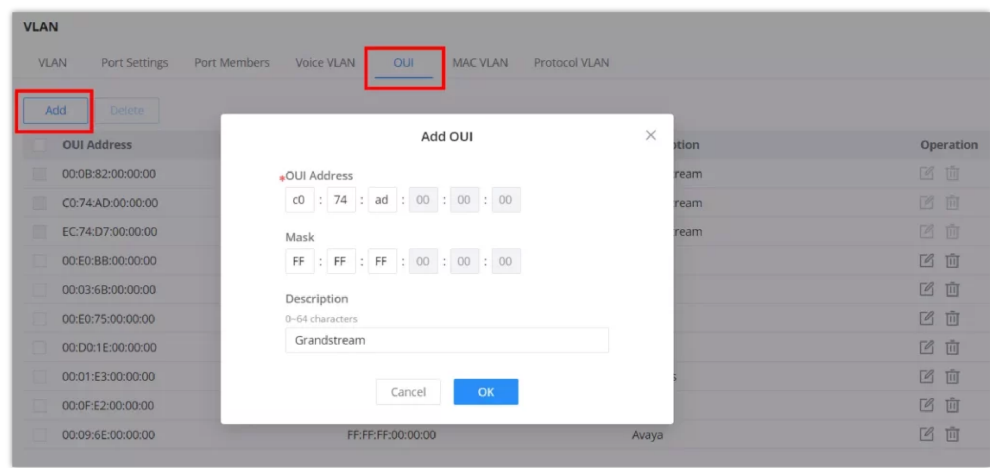 VLAN
VLAN Port Settings Port Members Voice VLAN OUI MAC VLAN Protocol VLAN
Add Delete
OUI Address Operation
00:0B:82:00:00:00
C0:74:AD:00:00:00
EC:74:D7:00:00:00
00:E0:BB:00:00:00
00:03:6B:00:00:00
00:E0:75:00:00:00
00:D0:1E:00:00:00
00:01:E3:00:00:00
00:0F:E2:00:00:00
00:09:6E:00:00:00 FF:FF:FF:00:00:00 Avaya
Add OUI
*OUI Address
c0 : 74 : ad : 00 : 00 : 00
Mask
FF : FF : FF : 00 : 00 : 00
Description
0~64 characters
Grandstream
Cancel OK